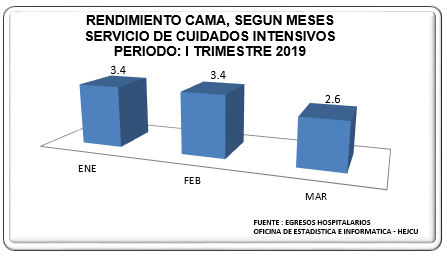 RENDIMIENTO CAMA, SEGUN MESES
SERVICIO DE CUIDADOS INTENSIVOS
PERIODO: I TRIMESTRE 2019
3.4
3.4
2.6
ENE
FEB
MAR
FUENTE : EGRESOS HOSPITALARIOS
OFICINA DE ESTADISTICA E INFORMATICA - HEJCU